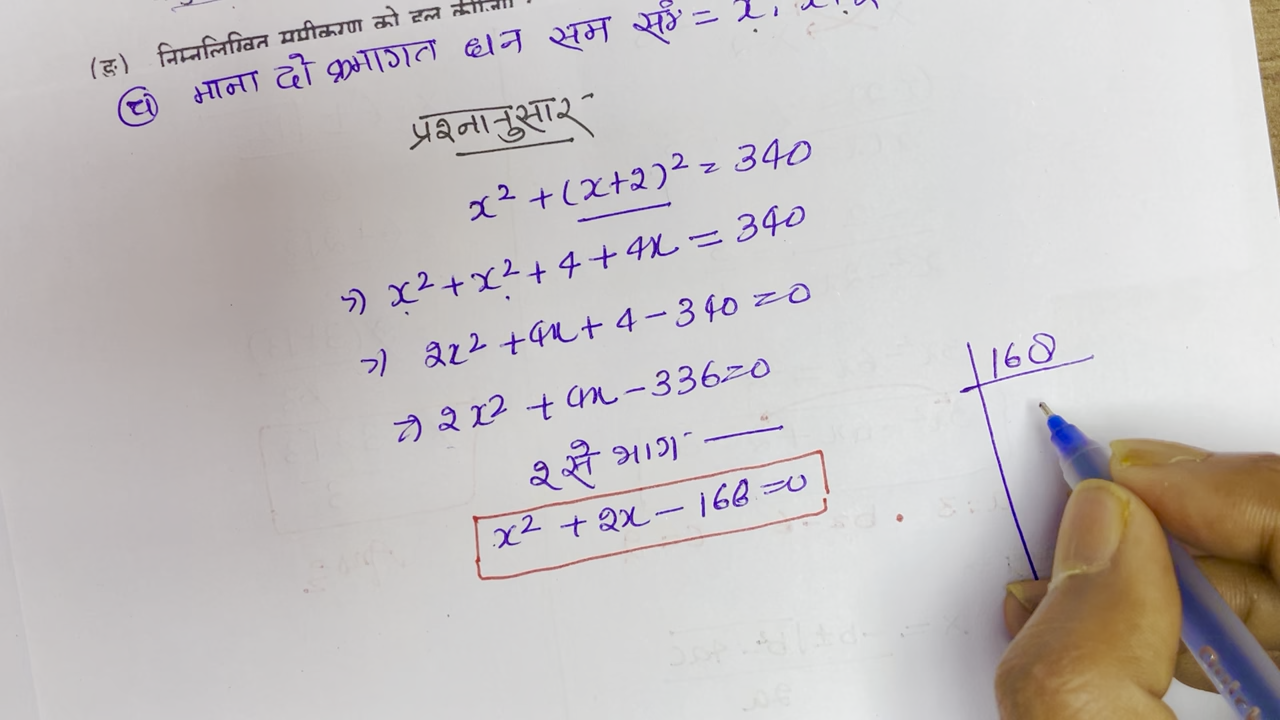 (ङ) निम्नलिखित समीकरण को हल कीजिए
घ) माना दो क्रमागत धन सम सं॰ = x,
प्रश्नानुसार -
x² + (x+2)² = 340
⇒ x² + x² + 4 + 4x = 340
⇒ 2x² + 4x + 4 - 340 = 0
⇒ 2x² + 4x - 336 = 0
2 से भाग -
x² + 2x - 168 = 0
168